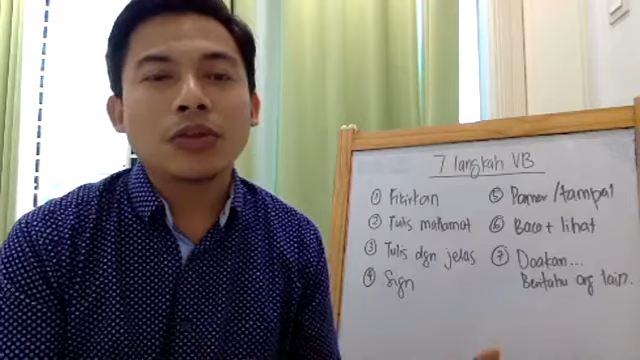 7 langkah VB
① Fikirkan
② Tulis matlamat
③ Tulis dgn jelas
④ Sign
⑤ Pamer/tampal
⑥ Baca + lihat
⑦ Doakan...
Beritahu org lain.